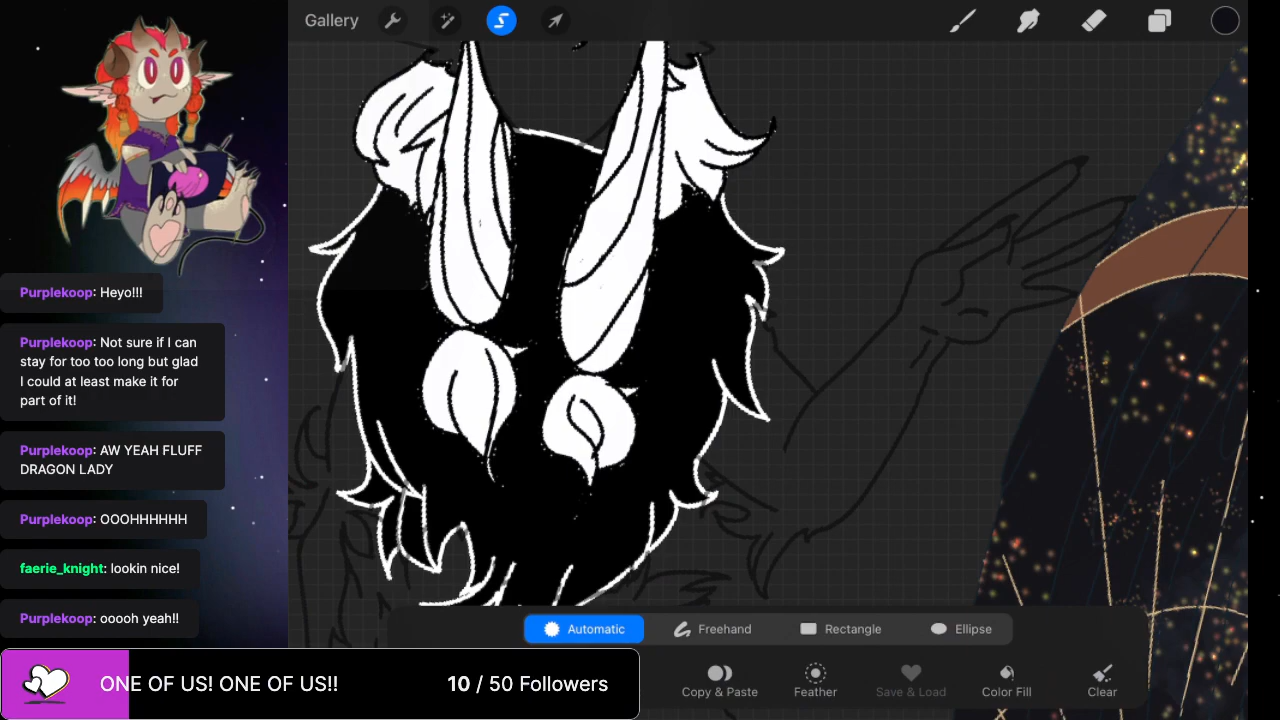 Gallery
Purplekoop: Heyo!!!
Purplekoop: Not sure if I can
stay for too too long but glad
I could at least make it for
part of it!
Purplekoop: AW YEAH FLUFF
DRAGON LADY
Purplekoop: OOOHHHHHH
faerie_knight: lookin nice!
Purplekoop: ooooh yeah!!
ONE OF US! ONE OF US!!
10 / 50 Followers
Automatic
Freehand
Rectangle
Ellipse
Copy & Paste
Feather
Save & Load
Color Fill
Clear